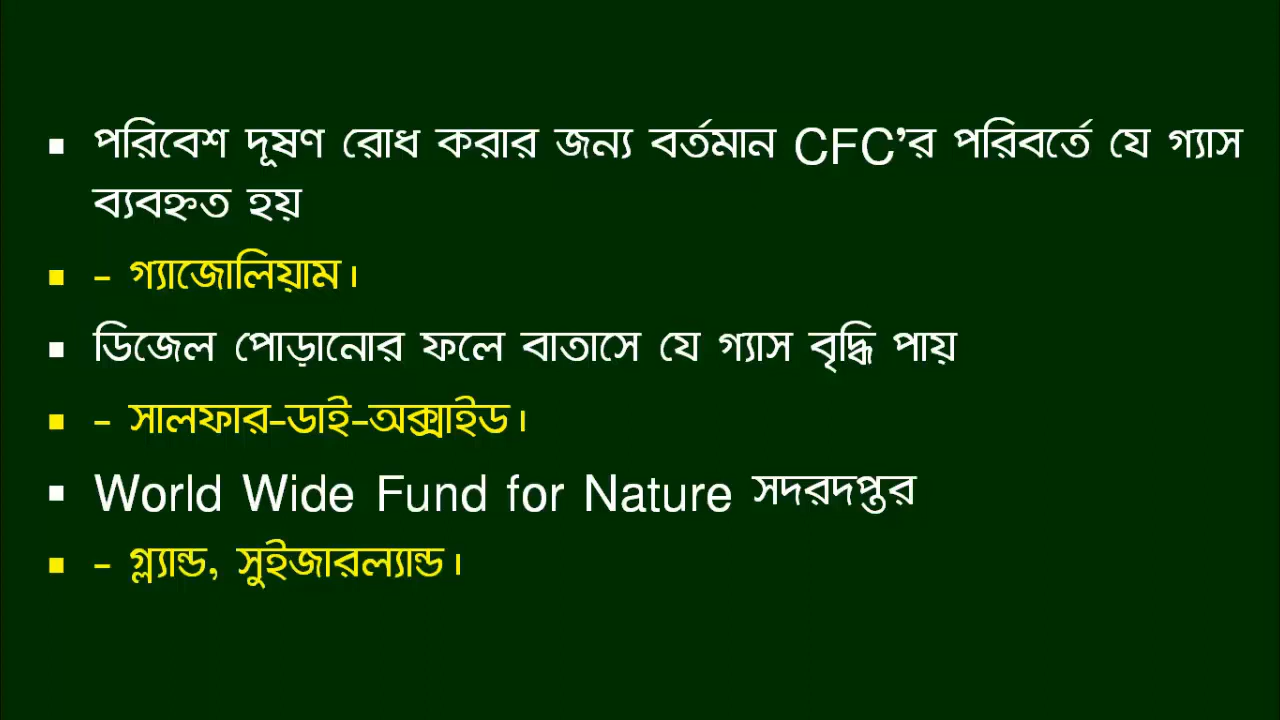 ▪ পরিবেশ দূষণ রোধ করার জন্য বর্তমান CFC’র পরিবর্তে যে গ্যাস
ব্যবহৃত হয়
▪ – গ্যাজোলিয়াম।
▪ ডিজেল পোড়ানোর ফলে বাতাসে যে গ্যাস বৃদ্ধি পায়
▪ – সালফার-ডাই-অক্সাইড।
▪ World Wide Fund for Nature সদরদপ্তর
▪ – গ্ল্যান্ড, সুইজারল্যান্ড।